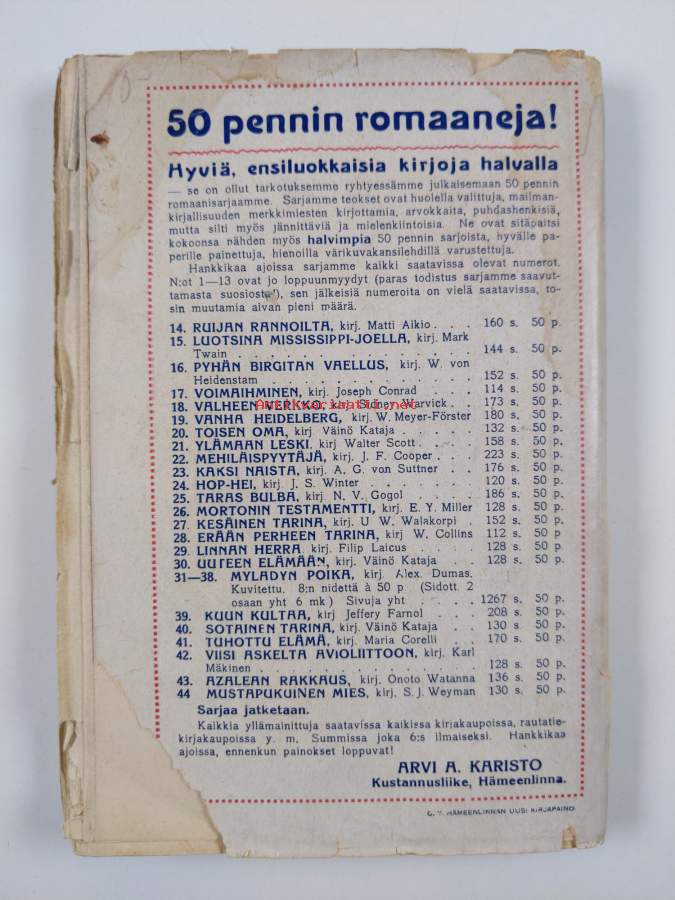 50 pennin romaaneja!
Hyviä, ensiluokkaisia kirjoja halvalla
— se on ollut tarkotuksemme ryhtyessämme julkaisemaan 50 pennin
romaanisarjaamme. Sarjamme teokset ovat huolella valittuja, mailman-
kirjallisuuden merkkimiesten kirjottamia, arvokkaita, puhdashenkisiä,
mutta silti myös jännittäviä ja mielenkiintoisia. Ne ovat sitäpaitsi
kokoonsa nähden myös halvimpia 50 pennin sarjoista, hyvälle pa-
perille painettuja, hienoilla värikuvakansilehdillä varustettuja.
Hankkikaa ajoissa sarjamme kaikki saatavissa olevat numerot.
N:ot 1—13 ovat jo loppuunmyydyt (paras todistus sarjamme saavut-
tamasta suosiosta), sen jälkeisiä numeroita on vielä saatavissa, to-
sin muutamia aivan pieni määrä.
14. RUIJAN RANNOILTA, kirj. Matti Aikio . . . 160 s. 50 p.
15. LUOTSINA MISSISSIPPI-JOELLA, kirj. Mark
Twain . . . . . . . . . . . . . 144 s. 50 p.
16. PYHÄN BIRGITAN VAELLUS, kirj. W. von
Heidenstam . . . . . . . . . . . 152 s. 50 p.
17. VOIMAIHMINEN, kirj. Joseph Conrad . . . 114 s. 50 p.
18. VALHEEN VERKKO, kirj. Sidney Warvick . . 173 s. 50 p.
19. VANHA HEIDELBERG, kirj. W. Meyer-Förster 180 s. 50 p.
20. TOISEN OMA, kirj. Väinö Kataja . . . . 132 s. 50 p.
21. YLÄMAAN LESKI, kirj Walter Scott . . . . 158 s. 50 p.
22. MEHILÄISPYYTÄJÄ, kirj. J. F. Cooper . . . 223 s. 50 p.
23. KAKSI NAISTA, kirj. A. G. von Suttner . . 176 s. 50 p.
24. HOP-HEI, kirj. J. S. Winter . . . . . 120 s. 50 p.
25. TARAS BULBA, kirj. N. V. Gogol . . . . 186 s. 50 p.
26. MORTONIN TESTAMENTTI, kirj. E. Y. Miller 128 s. 50 p.
27. KESÄINEN TARINA, kirj. U W. Walakorpi . 152 s. 50 p.
28. ERÄÄN PERHEEN TARINA, kirj W. Collins 112 s 50 p
29. LINNAN HERRA, kirj. Filip Laicus . . . . 128 s. 50 p.
30. UUTEEN ELÄMÄÄN, kirj. Väinö Kataja . . 128 s. 50 p.
31—38. MYLADYN POIKA, kirj. Alex. Dumas.
Kuvitettu. 8:n nidettä à 50 p (Sidott. 2
osaan yht 6 mk) Sivuja yht . . . . 1267 s. 50 p.
39. KUUN KULTAA, kirj Jeffery Farnol . . . 208 s. 50 p.
40. SOTAINEN TARINA, kirj. Väinö Kataja . . 130 s. 50 p.
41. TUHOTTU ELÄMÄ, kirj. Maria Corelli . . . 170 s. 50 p.
42. VIISI ASKELTA AVIOLIITTOON, kirj. Karl
Mäkinen . . . . . . . . . . . 128 s. 50 p.
43. AZALEAN RAKKAUS, kirj. Onoto Watanna 136 s. 50 p.
44 MUSTAPUKUINEN MIES, kirj. S. J. Weyman 130 s. 50 p.
Sarjaa jatketaan.
Kaikkia yllämainittuja saatavissa kaikissa kirjakaupoissa, rautatie-
kirjakaupoissa y. m. Summissa joka 6:s ilmaiseksi. Hankkikaa
ajoissa, ennenkun painokset loppuvat!
ARVI A. KARISTO
Kustannusliike, Hämeenlinna.
O. Y. HÄMEENLINNAN UUSI KIRJAPAINO